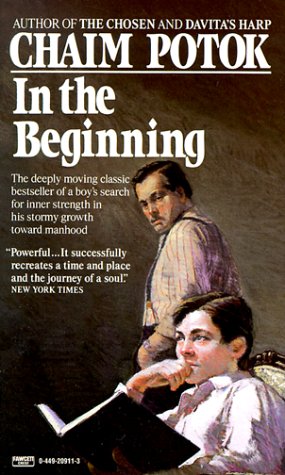 AUTHOR OF THE CHOSEN AND DAVITA'S HARP
CHAIM POTOK
In the
Beginning
The deeply moving classic
bestseller of a boy's search
for inner strength in
his stormy growth
toward manhood
"Powerful...It successfully
recreates a time and place
and the journey of a soul."
NEW YORK TIMES
FAWCETT
CREST
0-449-20911-3